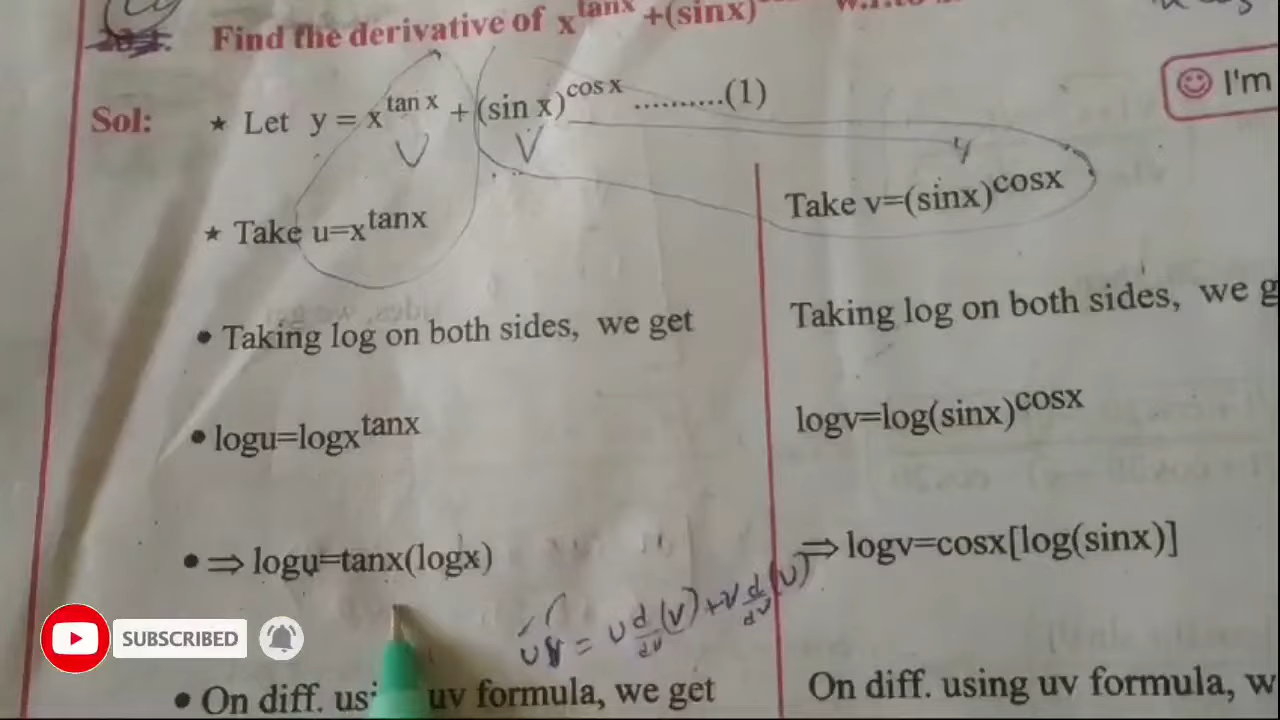 Find the derivative of x^tanx +(sinx)
Sol: ★ Let y = x^tan x + (sin x)^cos x ..........(1)
I'm
U V
★ Take u=x^tanx
• Taking log on both sides, we get
• logu=logx^tanx
• ⇒ logu=tanx(logx)
• On diff. us uv formula, we get
Take v=(sinx)^cosx
Taking log on both sides, we g
logv=log(sinx)^cosx
⇒ logv=cosx[log(sinx)]
On diff. using uv formula, w
SUBSCRIBED